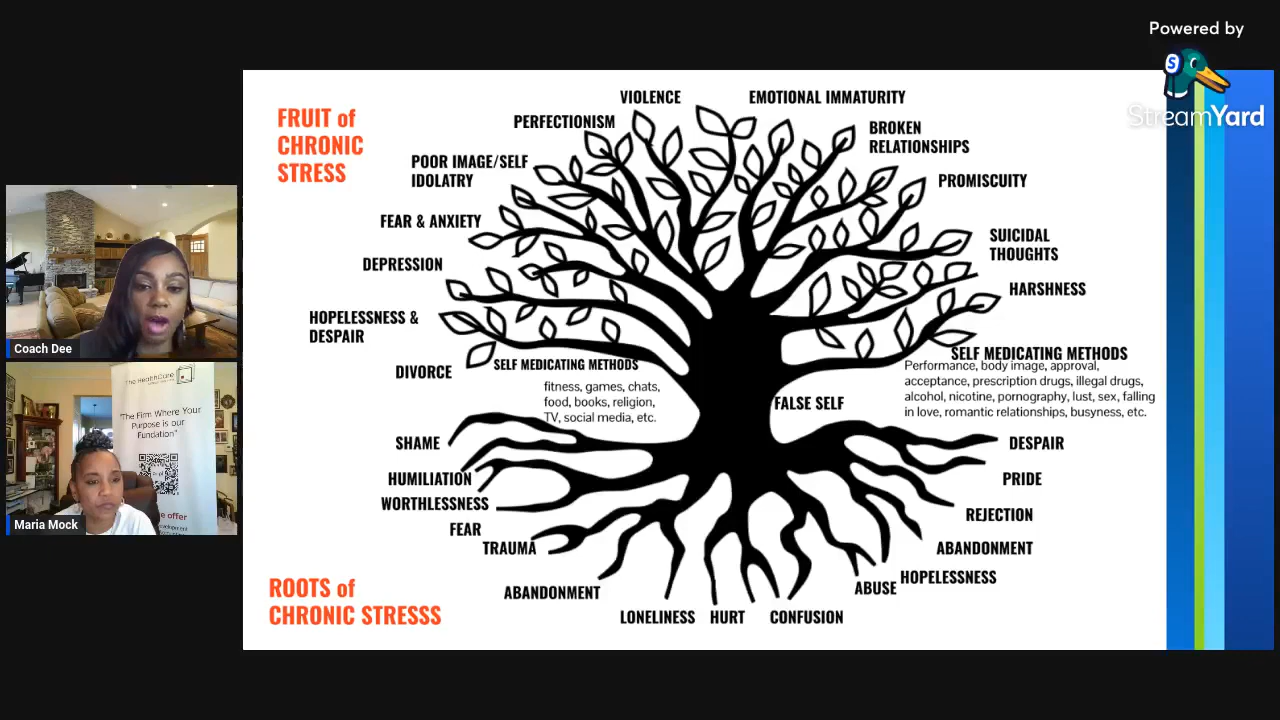 Powered by
StreamYard
FRUIT of
CHRONIC
STRESS
VIOLENCE
EMOTIONAL IMMATURITY
PERFECTIONISM
BROKEN
RELATIONSHIPS
POOR IMAGE/SELF
IDOLATRY
PROMISCUITY
FEAR & ANXIETY
SUICIDAL
THOUGHTS
DEPRESSION
HARSHNESS
HOPELESSNESS &
DESPAIR
DIVORCE
SELF MEDICATING METHODS
fitness, games, chats,
food, books, religion,
TV, social media, etc.
SELF MEDICATING METHODS
Performance, body image, approval,
acceptance, prescription drugs, illegal drugs,
alcohol, nicotine, pornography, lust, sex, falling
in love, romantic relationships, busyness, etc.
FALSE SELF
SHAME
DESPAIR
HUMILIATION
PRIDE
WORTHLESSNESS
REJECTION
FEAR
TRAUMA
ABANDONMENT
HOPELESSNESS
ABUSE
ABANDONMENT
LONELINESS
HURT
CONFUSION
ROOTS of
CHRONIC STRESSS
Coach Dee
The HealthCare
"The Firm Where Your
Purpose is our
Fundation"
offer
Maria Mock